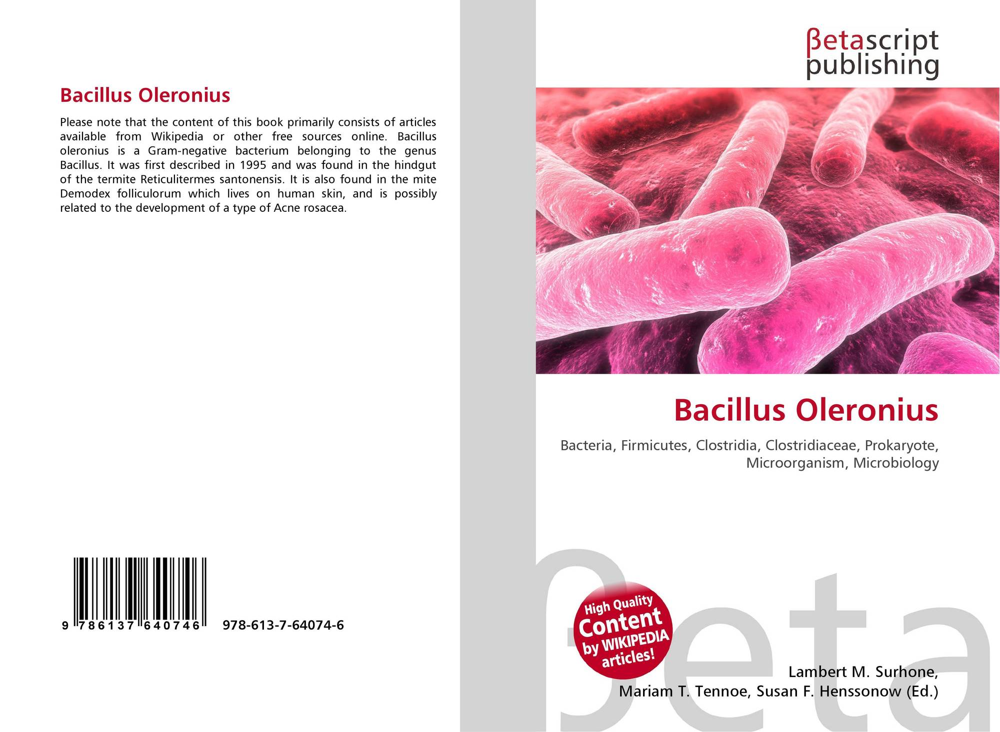 Bacillus Oleronius
Please note that the content of this book primarily consists of articles
available from Wikipedia or other free sources online. Bacillus
oleronius is a Gram-negative bacterium belonging to the genus
Bacillus. It was first described in 1995 and was found in the hindgut
of the termite Reticulitermes santonensis. It is also found in the mite
Demodex folliculorum which lives on human skin, and is possibly
related to the development of a type of Acne rosacea.
9 786137 640746
978-613-7-64074-6
βetascript
publishing
Bacillus Oleronius
Bacteria, Firmicutes, Clostridia, Clostridiaceae, Prokaryote,
Microorganism, Microbiology
βeta
High Quality
Content
by WIKIPEDIA
articles!
Lambert M. Surhone,
Mariam T. Tennoe, Susan F. Henssonow (Ed.)